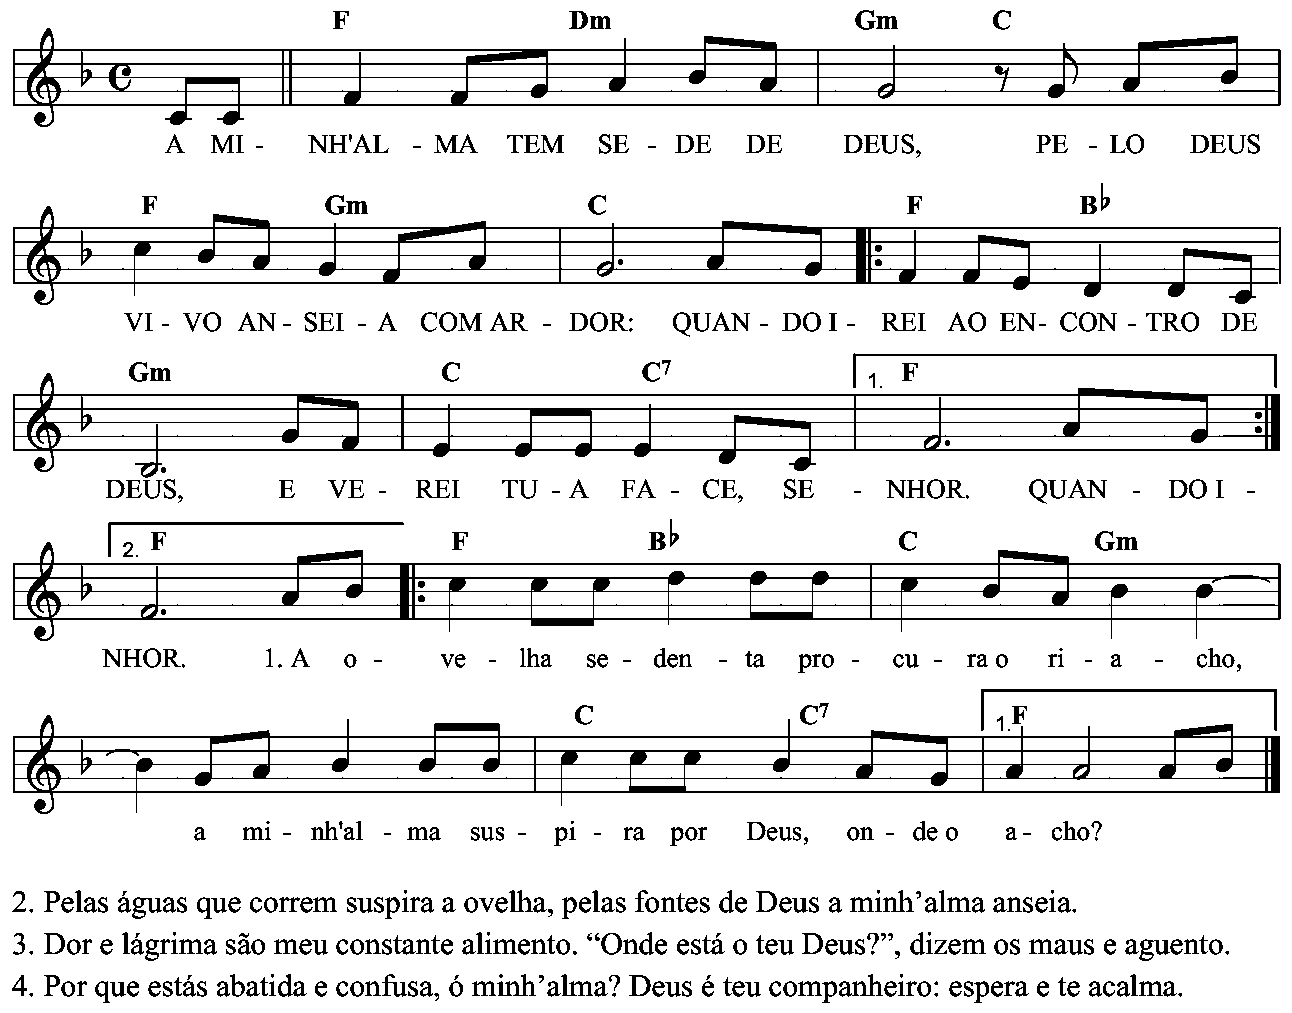 F Dm Gm C
A MI - NH'AL - MA TEM SE - DE DE DEUS, PE - LO DEUS
F Gm C F B♭
VI - VO AN - SEI - A COM AR - DOR: QUAN - DO I - REI AO EN - CON - TRO DE
Gm C C7 1. F
DEUS, E VE - REI TU - A FA - CE, SE - NHOR. QUAN - DO I -
2. F F B♭ C Gm
NHOR. 1. A o - ve - lha se - den - ta pro - cu - ra o ri - a - cho,
C C7 1. F
a mi - nh'al - ma sus - pi - ra por Deus, on - de o a - cho?
2. Pelas águas que correm suspira a ovelha, pelas fontes de Deus a minh’alma anseia.
3. Dor e lágrima são meu constante alimento. “Onde está o teu Deus?”, dizem os maus e aguento.
4. Por que estás abatida e confusa, ó minh’alma? Deus é teu companheiro: espera e te acalma.